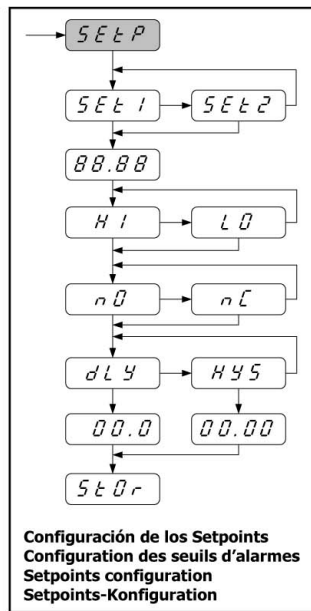 SEtP
SEt1 SEt2
88.88
HI LO
nO nC
dLY HYS
00.0 00.00
StOr
Configuración de los Setpoints
Configuration des seuils d'alarmes
Setpoints configuration
Setpoints-Konfiguration